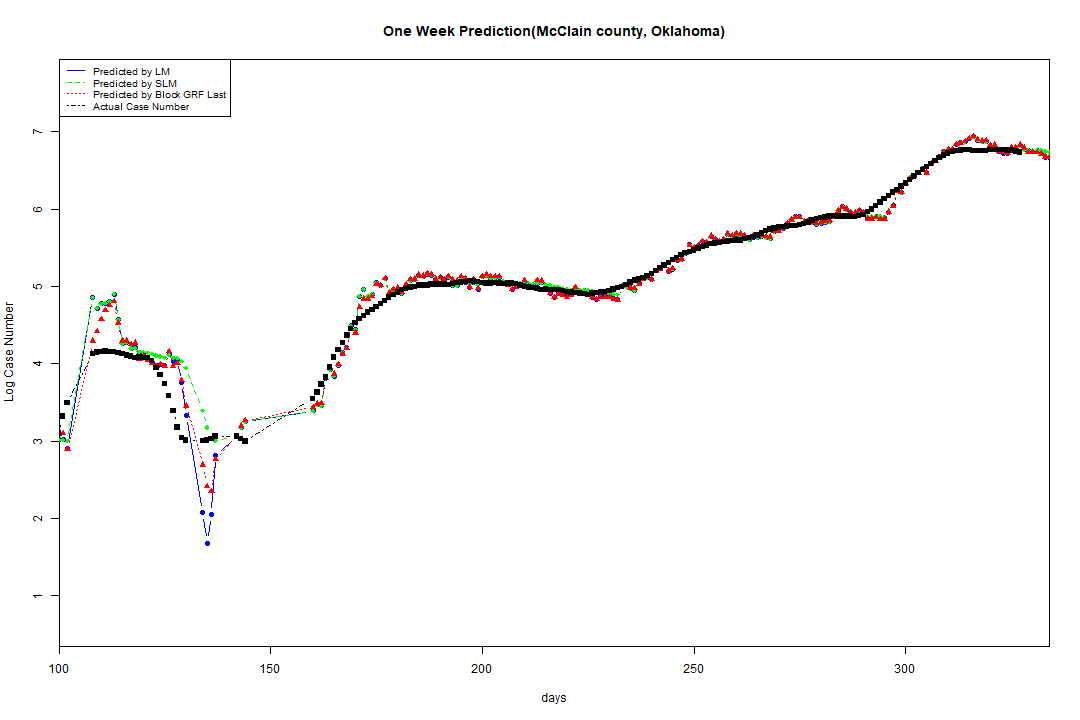 One Week Prediction(McClain county, Oklahoma)
Predicted by LM
Predicted by SLM
Predicted by Block GRF Last
Actual Case Number
Log Case Number
7
6
5
4
3
2
1
100 150 200 250 300
days